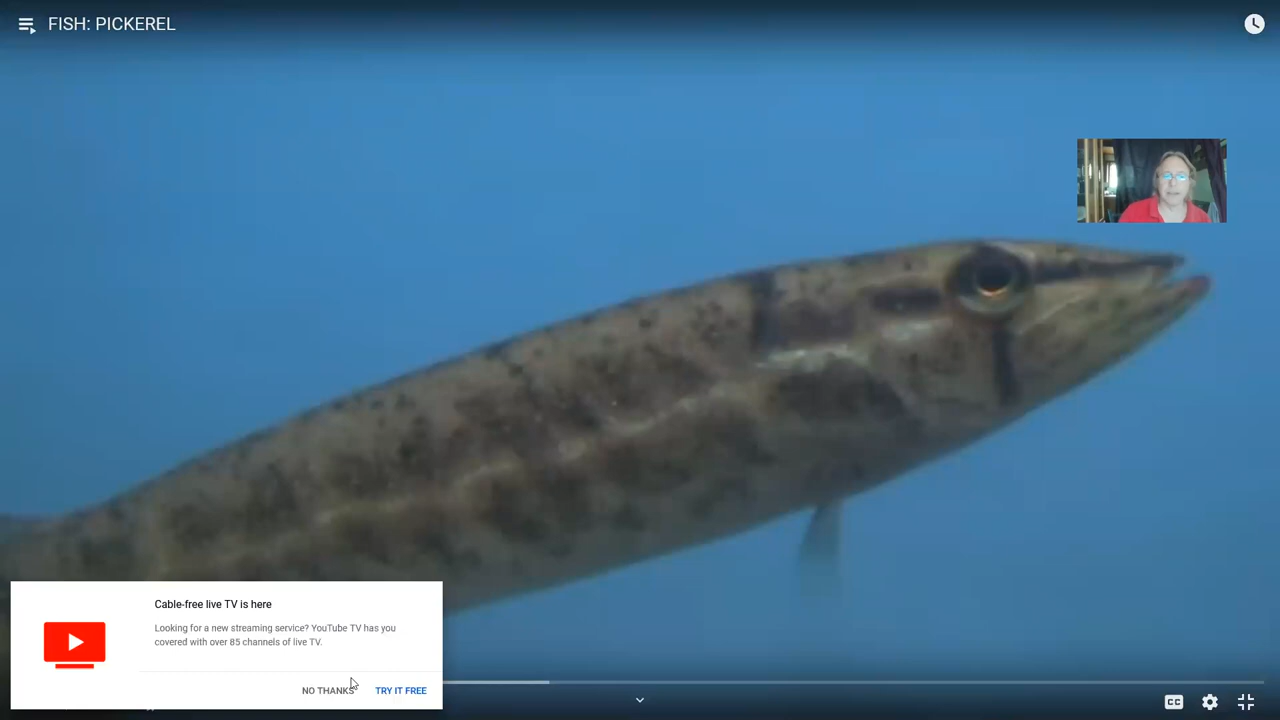 FISH: PICKEREL
Cable-free live TV is here
Looking for a new streaming service? YouTube TV has you
covered with over 85 channels of live TV.
NO THANKS
TRY IT FREE
CC